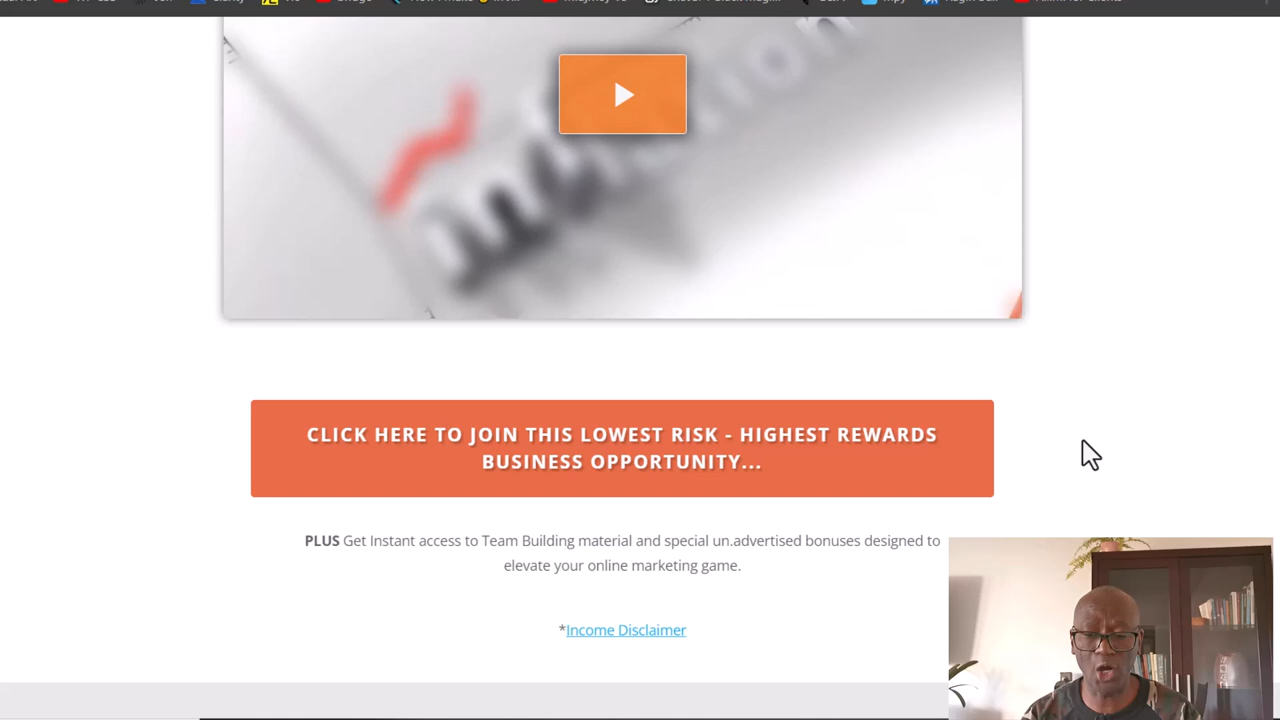 CLICK HERE TO JOIN THIS LOWEST RISK - HIGHEST REWARDS
BUSINESS OPPORTUNITY...
PLUS Get Instant access to Team Building material and special un.advertised bonuses designed to
elevate your online marketing game.
*Income Disclaimer